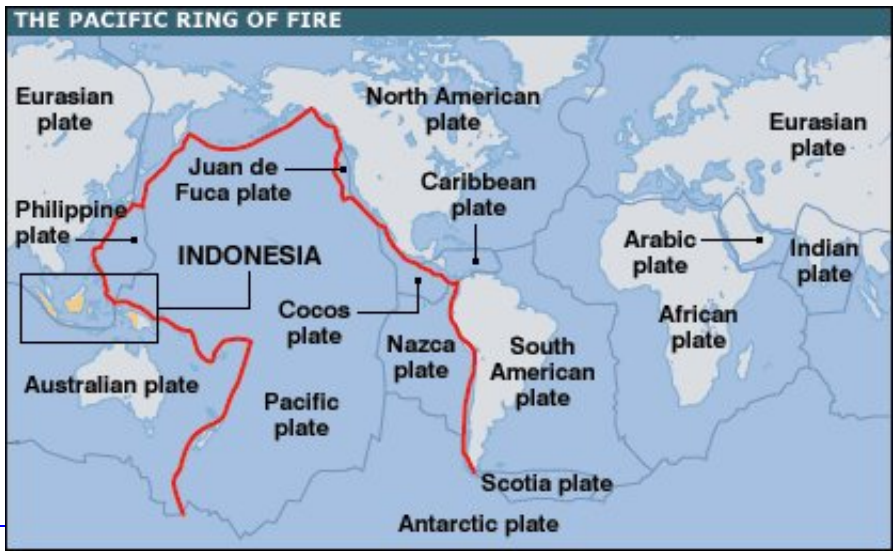 THE PACIFIC RING OF FIRE
Eurasian
plate
North American
plate
Eurasian
plate
Juan de
Fuca plate
Caribbean
plate
Philippine
plate
INDONESIA
Arabic
plate
Indian
plate
Cocos
plate
African
plate
Nazca
plate
South
American
plate
Australian plate
Pacific
plate
Scotia plate
Antarctic plate